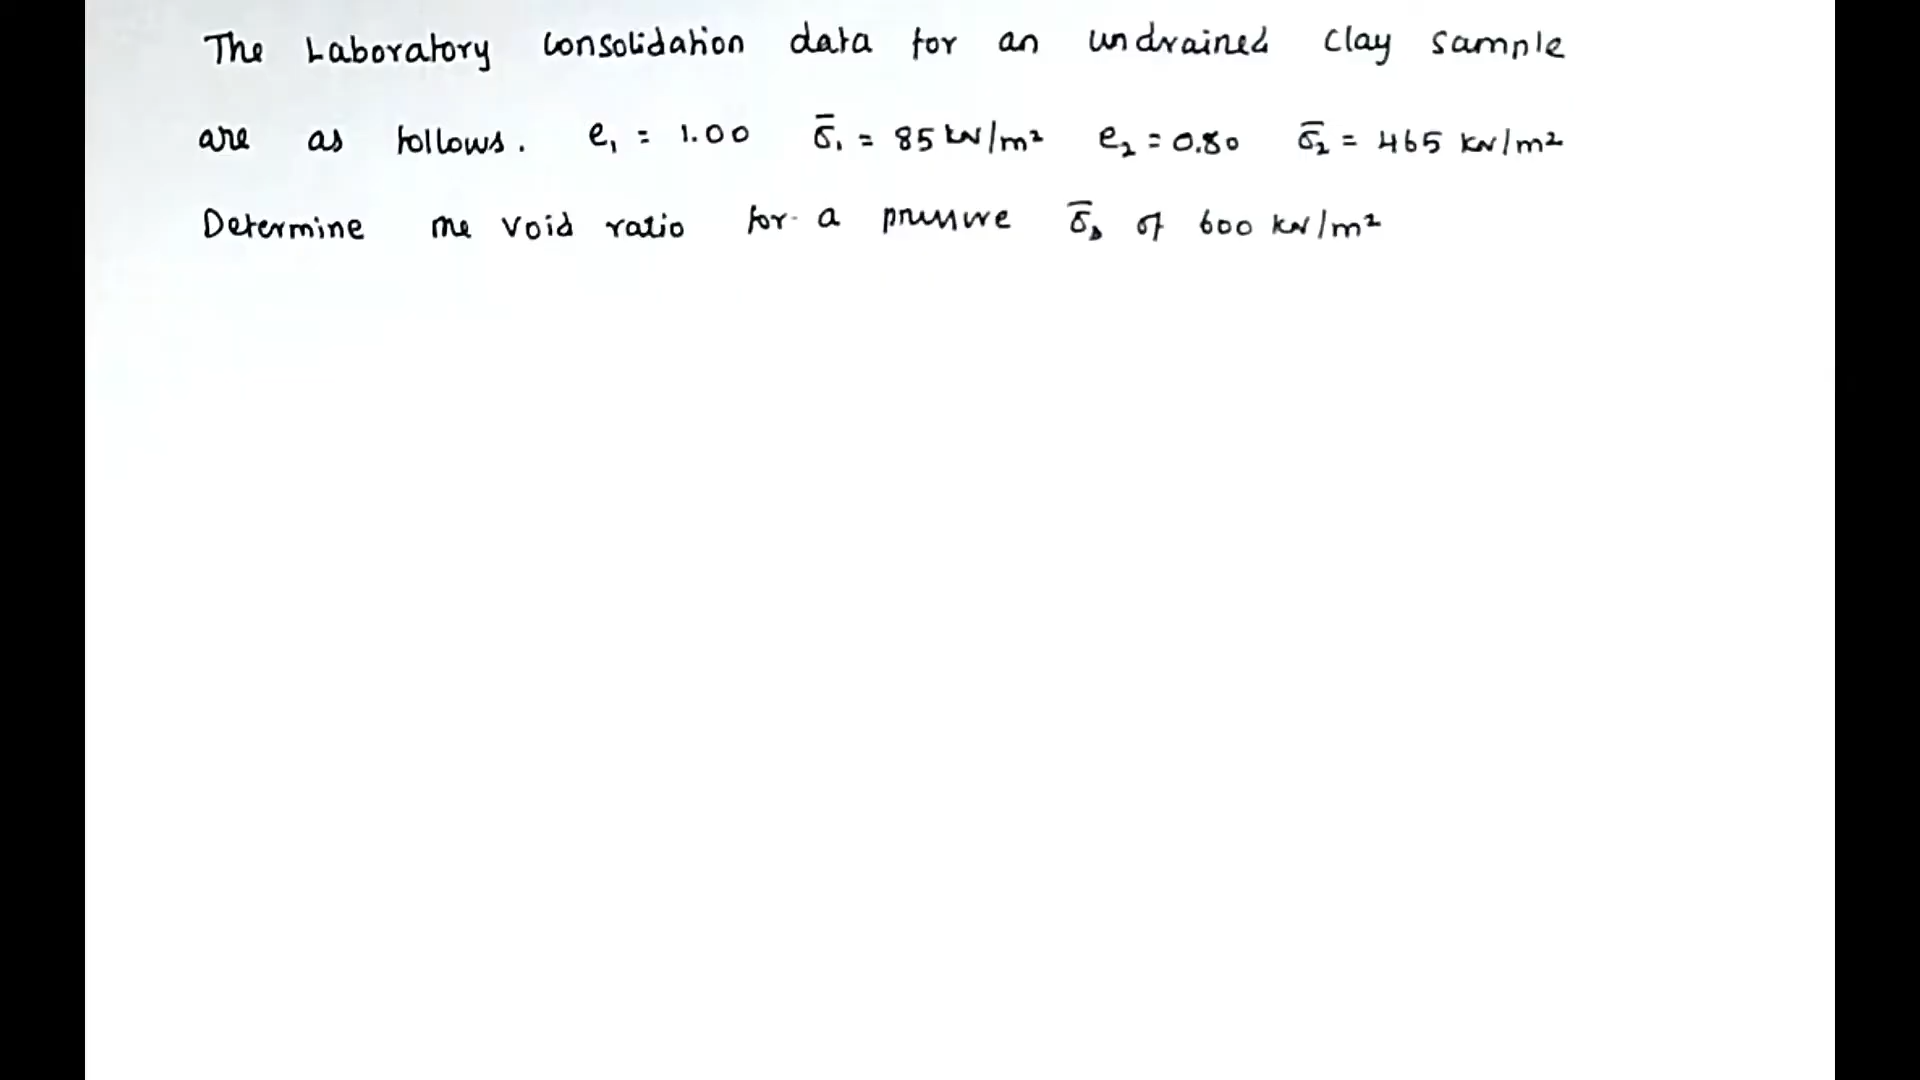 The Laboratory consolidation data for an undrained clay sample
are as follows. e₁ = 1.00 σ̅₁ = 85 kN/m² e₂ = 0.80 σ̅₂ = 465 kN/m²
Determine the void ratio for a pressure σ̅₃ of 600 kN/m²